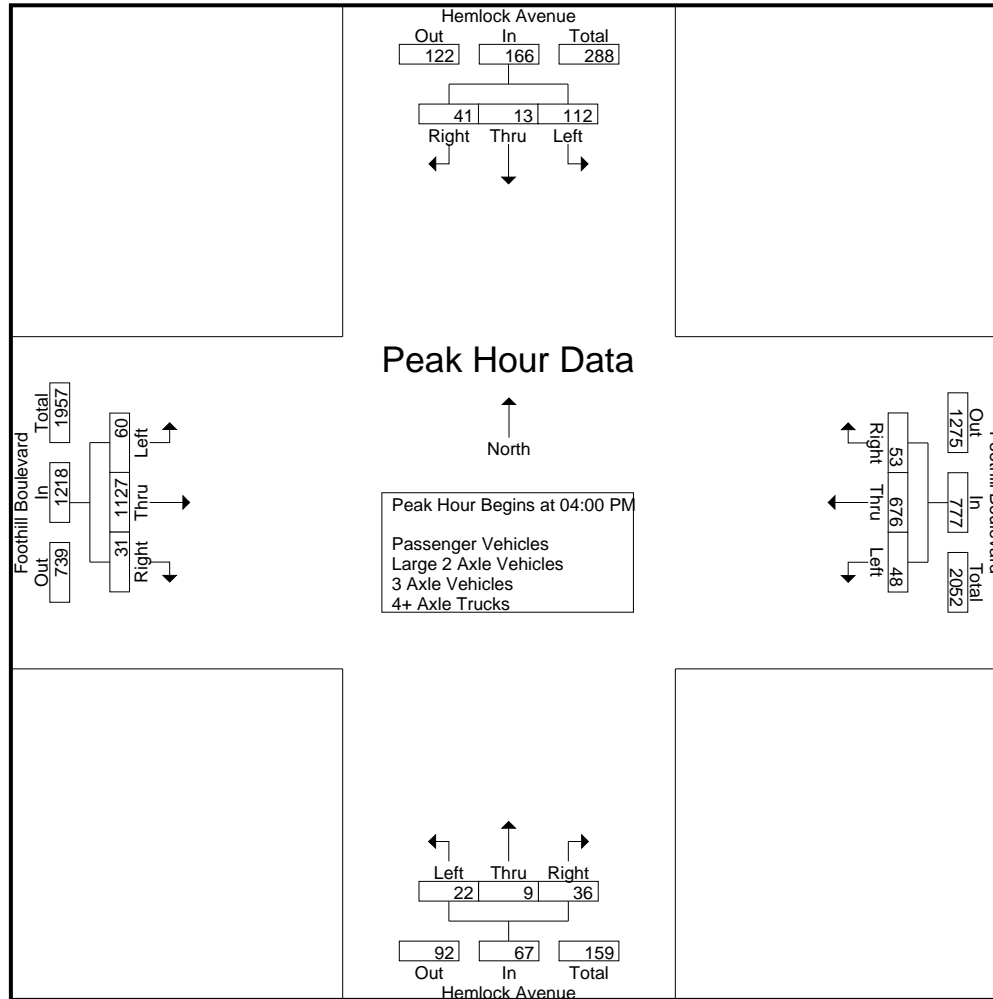 Hemlock Avenue
Out In Total
122 166 288
41 13 112
Right Thru Left
Peak Hour Data
North
Peak Hour Begins at 04:00 PM
Passenger Vehicles
Large 2 Axle Vehicles
3 Axle Vehicles
4+ Axle Trucks
Foothill Boulevard
Out In Total
739 1218 1957
31 1127 60
Right Thru Left
Boulevard
Out In Total
1275 777 2052
53 676 48
Right Thru Left
Left Thru Right
22 9 36
92 67 159
Out In Total
Hemlock Avenue